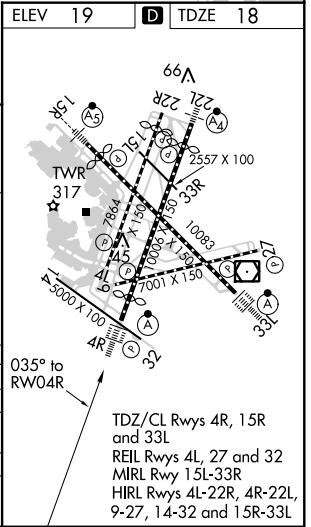 ELEV 19
D
TDZE 18
66
V
15R
A5
22R
22L
A4
15L
P
P
P
2557 X 100
33R
TWR
317
7864 X 150
10006 X 150
10083
P
4L
9
P
27
P
P
7001 X 150
14
5000 X 100
A
A
33L
4R
P
32
035° to
RW04R
TDZ/CL Rwys 4R, 15R
and 33L
REIL Rwys 4L, 27 and 32
MIRL Rwy 15L-33R
HIRL Rwys 4L-22R, 4R-22L,
9-27, 14-32 and 15R-33L